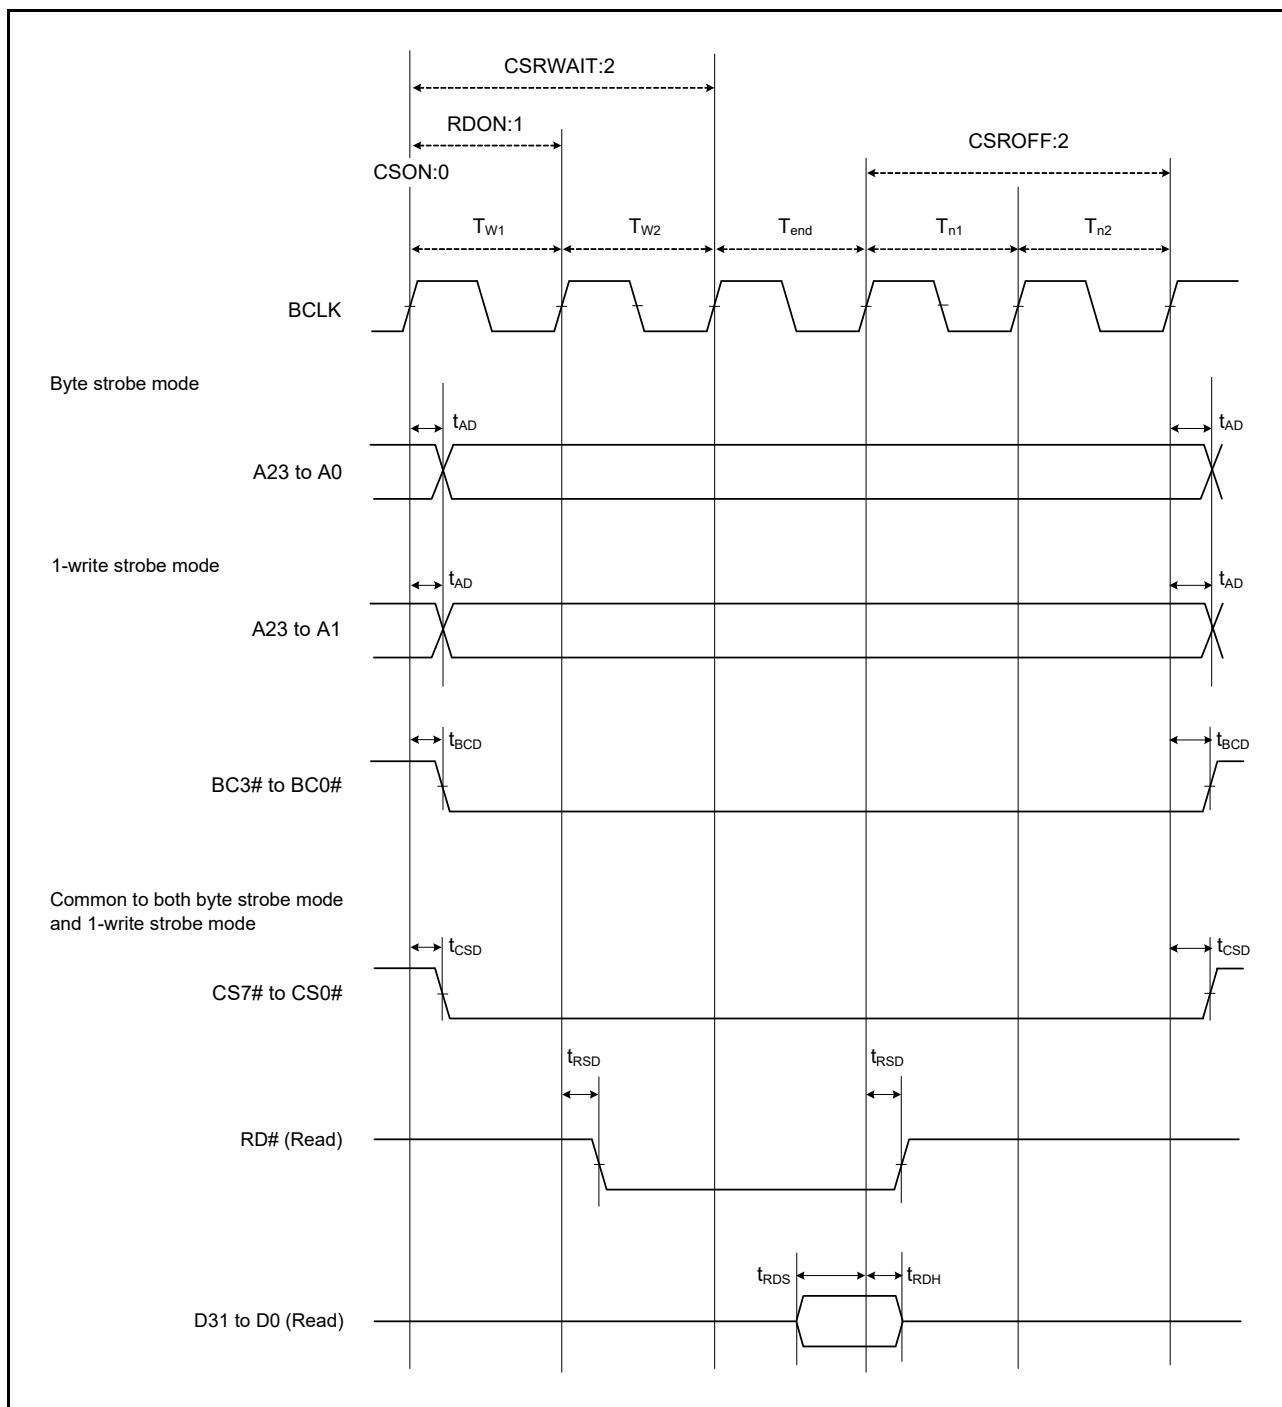 CSRWAIT:2
RDON:1
CSROFF:2
CSON:0
TW1
TW2
Tend
Tn1
Tn2
BCLK
Byte strobe mode
tAD
tAD
A23 to A0
1-write strobe mode
tAD
tAD
A23 to A1
tBCD
tBCD
BC3# to BC0#
Common to both byte strobe mode
and 1-write strobe mode
tCSD
tCSD
CS7# to CS0#
tRSD
tRSD
RD# (Read)
tRDS
tRDH
D31 to D0 (Read)